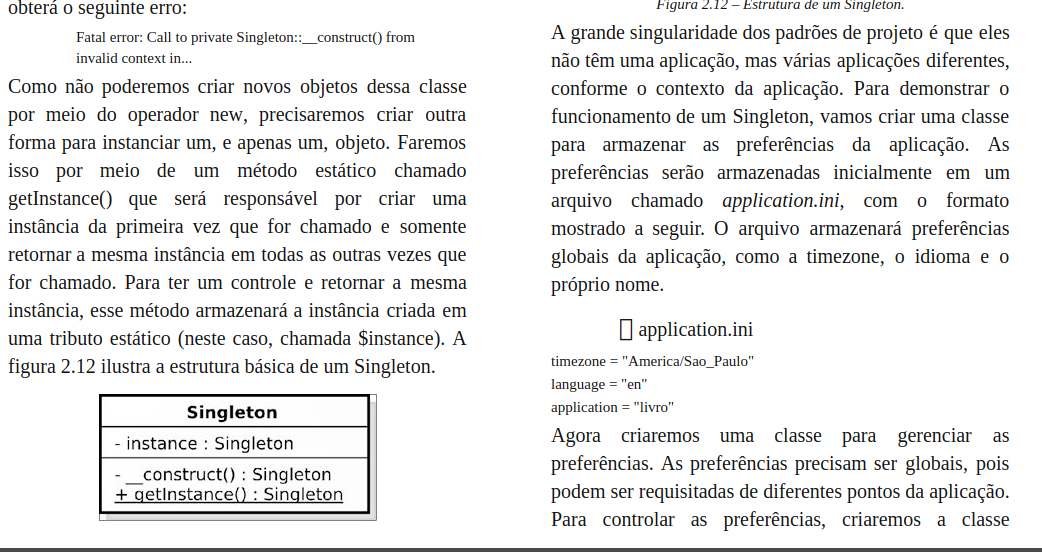 obterá o seguinte erro:
Fatal error: Call to private Singleton::__construct() from
invalid context in...
Como não poderemos criar novos objetos dessa classe
por meio do operador new, precisaremos criar outra
forma para instanciar um, e apenas um, objeto. Faremos
isso por meio de um método estático chamado
getInstance() que será responsável por criar uma
instância da primeira vez que for chamado e somente
retornar a mesma instância em todas as outras vezes que
for chamado. Para ter um controle e retornar a mesma
instância, esse método armazenará a instância criada em
uma tributo estático (neste caso, chamada $instance). A
figura 2.12 ilustra a estrutura básica de um Singleton.
Singleton
- instance : Singleton
- __construct() : Singleton
+ getInstance() : Singleton
Figura 2.12 – Estrutura de um Singleton.
A grande singularidade dos padrões de projeto é que eles
não têm uma aplicação, mas várias aplicações diferentes,
conforme o contexto da aplicação. Para demonstrar o
funcionamento de um Singleton, vamos criar uma classe
para armazenar as preferências da aplicação. As
preferências serão armazenadas inicialmente em um
arquivo chamado application.ini, com o formato
mostrado a seguir. O arquivo armazenará preferências
globais da aplicação, como a timezone, o idioma e o
próprio nome.
application.ini
timezone = "America/Sao_Paulo"
language = "en"
application = "livro"
Agora criaremos uma classe para gerenciar as
preferências. As preferências precisam ser globais, pois
podem ser requisitadas de diferentes pontos da aplicação.
Para controlar as preferências, criaremos a classe